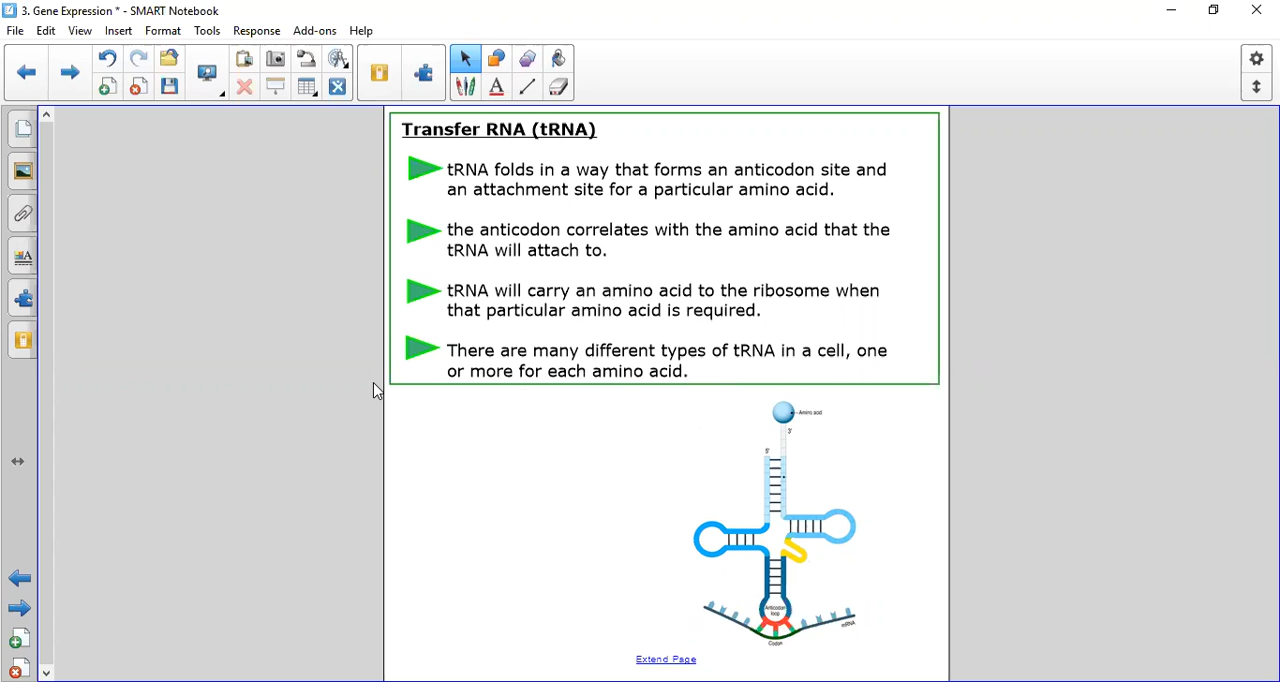 3. Gene Expression * - SMART Notebook
File Edit View Insert Format Tools Response Add-ons Help
Transfer RNA (tRNA)
tRNA folds in a way that forms an anticodon site and
an attachment site for a particular amino acid.
the anticodon correlates with the amino acid that the
tRNA will attach to.
tRNA will carry an amino acid to the ribosome when
that particular amino acid is required.
There are many different types of tRNA in a cell, one
or more for each amino acid.
Amino acid
3'
5'
Anticodon
loop
mRNA
Codon
Extend Page